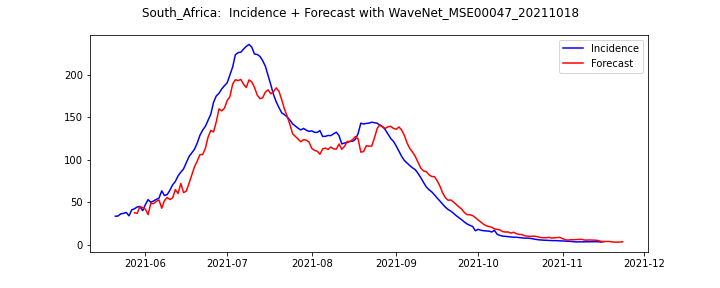 South_Africa:  Incidence + Forecast with WaveNet_MSE00047_20211018
Incidence
Forecast
200
150
100
50
0
2021-06 2021-07 2021-08 2021-09 2021-10 2021-11 2021-12